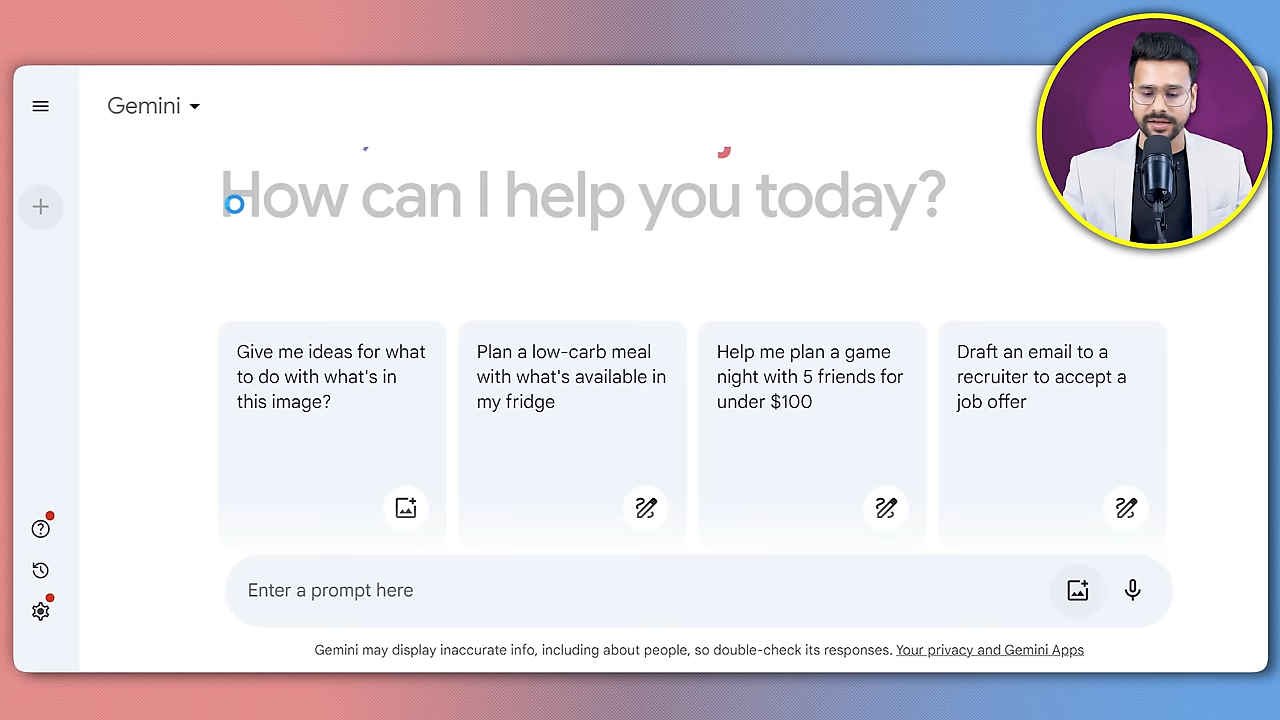 Gemini
How can I help you today?
Give me ideas for what
to do with what's in
this image?
Plan a low-carb meal
with what's available in
my fridge
Help me plan a game
night with 5 friends for
under $100
Draft an email to a
recruiter to accept a
job offer
Enter a prompt here
Gemini may display inaccurate info, including about people, so double-check its responses. Your privacy and Gemini Apps